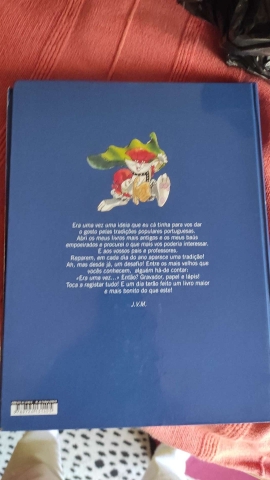 Era uma vez uma ideia que eu cá tinha para vos dar
o gosto pelas tradições populares portuguesas.
Abri os meus livros mais antigos e os meus baús
empoeirados e procurei o que mais vos poderia interessar.
E aos vossos pais e professores.
Reparem, em cada dia do ano aparece uma tradição!
Ah, mas desde já, um desafio! Entre os mais velhos que
vocês conhecem, alguém há-de contar:
«Era uma vez...» Então? Gravador, papel e lápis!
Toca a registar tudo! E um dia terão feito um livro maior
e mais bonito do que este!
J.V.M.